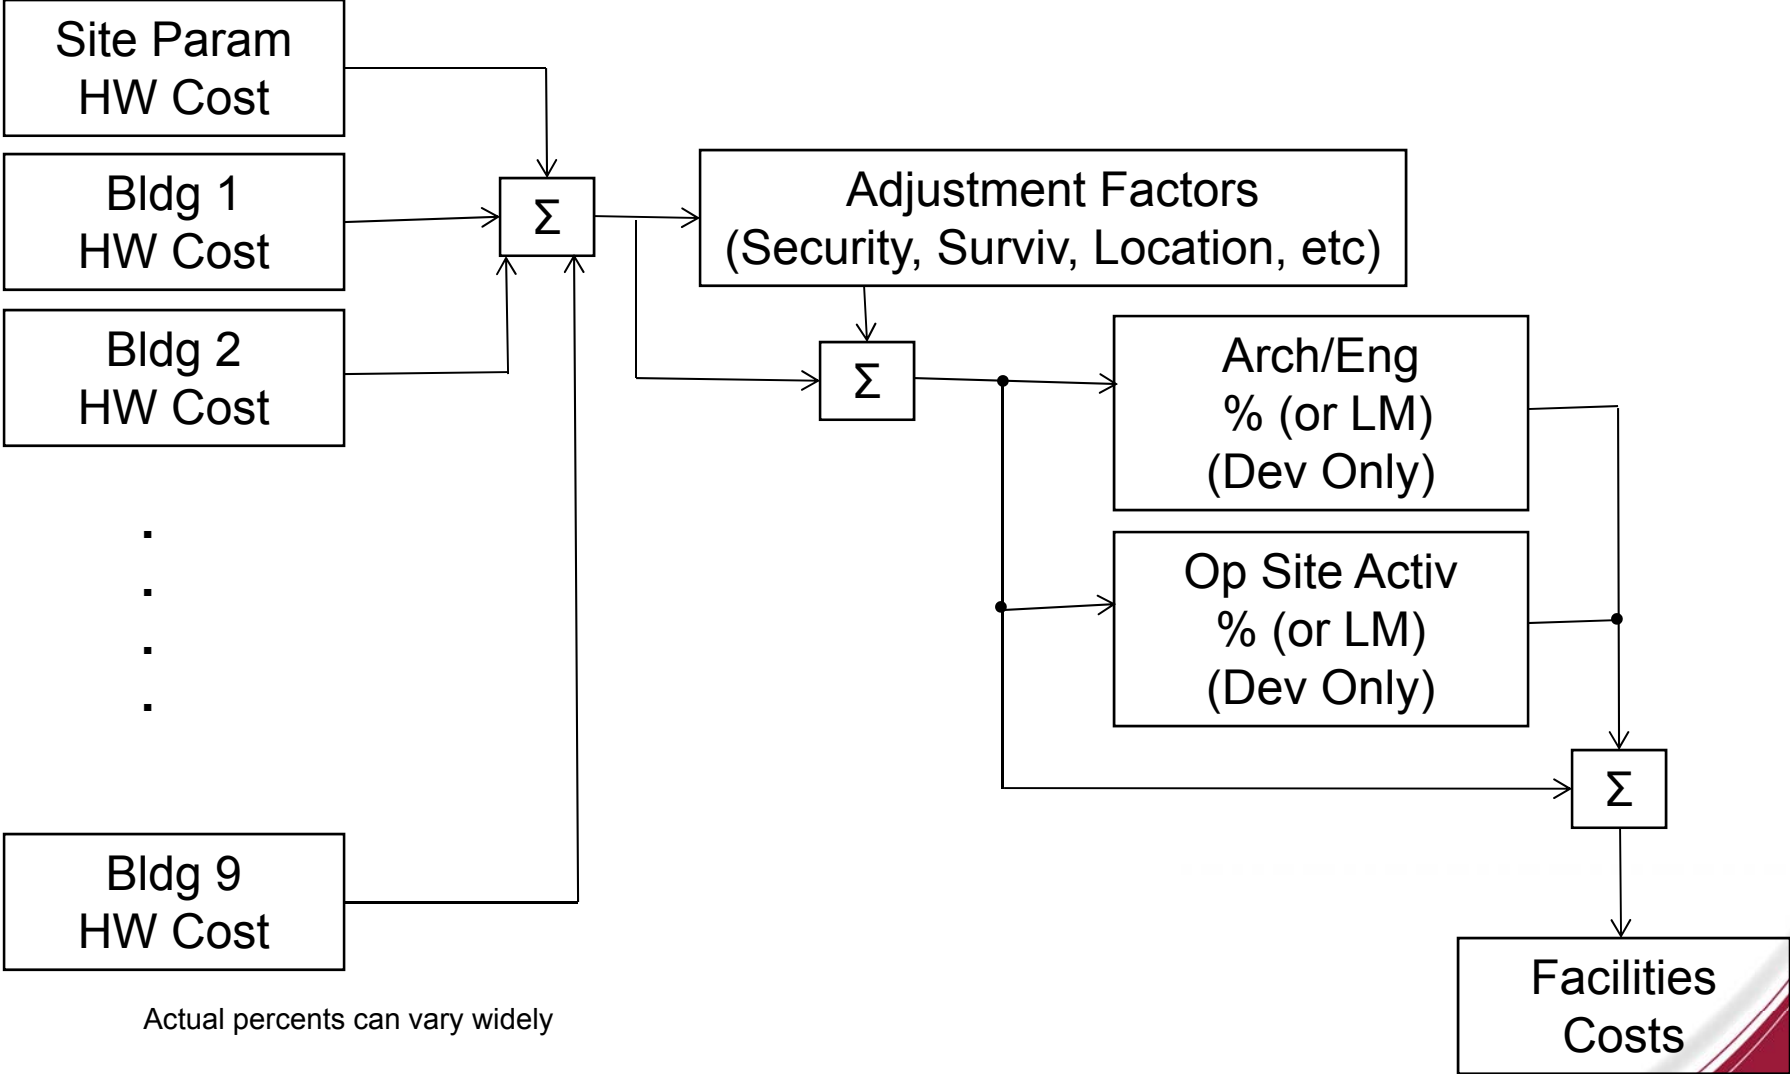 Site Param
HW Cost
Bldg 1
HW Cost
Bldg 2
HW Cost
.
.
.
.
Bldg 9
HW Cost
Σ
Adjustment Factors
(Security, Surviv, Location, etc)
Σ
Arch/Eng
% (or LM)
(Dev Only)
Op Site Activ
% (or LM)
(Dev Only)
Σ
Facilities
Costs
Actual percents can vary widely